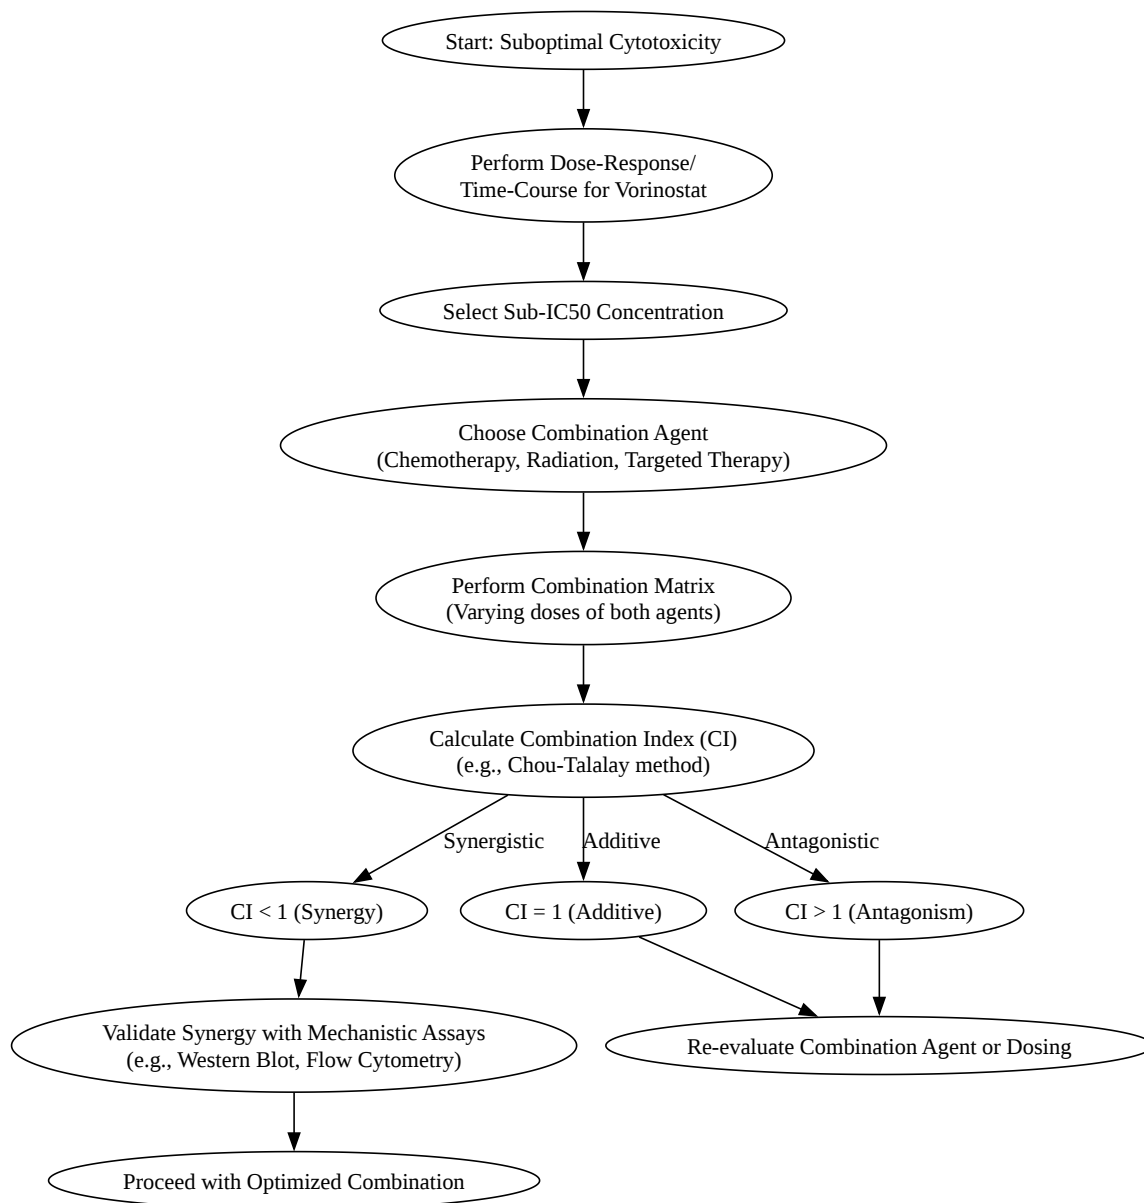 Start: Suboptimal Cytotoxicity
Perform Dose-Response/
Time-Course for Vorinostat
Select Sub-IC50 Concentration
Choose Combination Agent
(Chemotherapy, Radiation, Targeted Therapy)
Perform Combination Matrix
(Varying doses of both agents)
Calculate Combination Index (CI)
(e.g., Chou-Talalay method)
Synergistic
Additive
Antagonistic
CI < 1 (Synergy)
CI = 1 (Additive)
CI > 1 (Antagonism)
Validate Synergy with Mechanistic Assays
(e.g., Western Blot, Flow Cytometry)
Re-evaluate Combination Agent or Dosing
Proceed with Optimized Combination